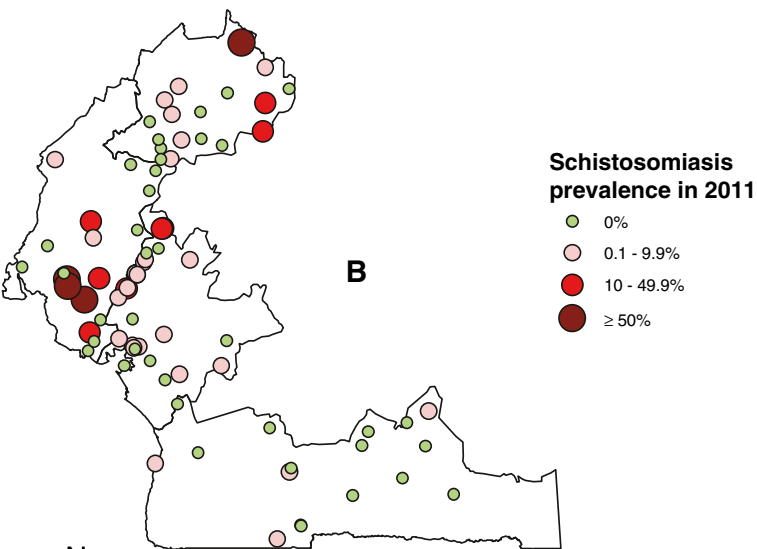 Schistosomiasis
prevalence in 2011
0%
0.1 - 9.9%
10 - 49.9%
≥ 50%
B